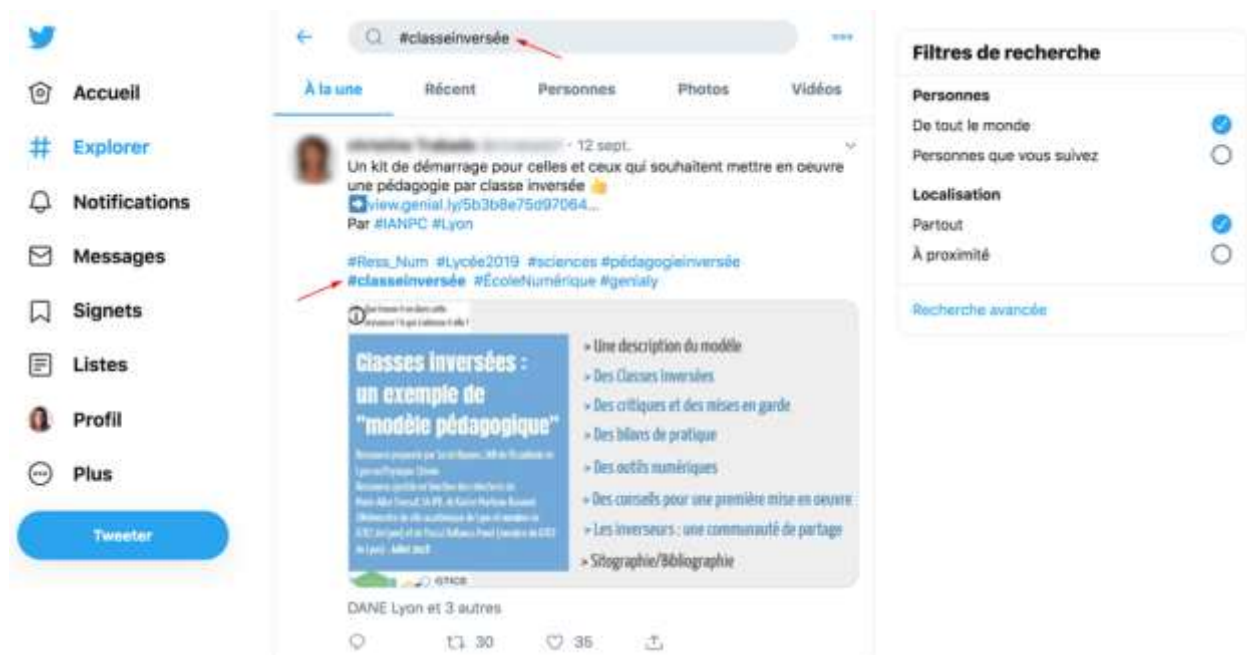 #classeinversée
À la une
Récent
Personnes
Photos
Vidéos
Accueil
Explorer
Notifications
Messages
Signets
Listes
Profil
Plus
Tweeter
· 12 sept.
Un kit de démarrage pour celles et ceux qui souhaitent mettre en oeuvre
une pédagogie par classe inversée
view.genial.ly/5b3b8e75d97064...
Par #IANPC #Lyon
#Ress_Num #Lycée2019 #sciences #pédagogieinversée
#classeinversée #ÉcoleNumérique #genialy
Classes inversées :
un exemple de
"modèle pédagogique"
» Une description du modèle
» Des Classes Inversées
» Des critiques et des mises en garde
» Des bilans de pratique
» Des outils numériques
» Des conseils pour une première mise en oeuvre
» Les inverseurs : une communauté de partage
» Sitographie/Bibliographie
DANE Lyon et 3 autres
30
35
Filtres de recherche
Personnes
De tout le monde
Personnes que vous suivez
Localisation
Partout
À proximité
Recherche avancée